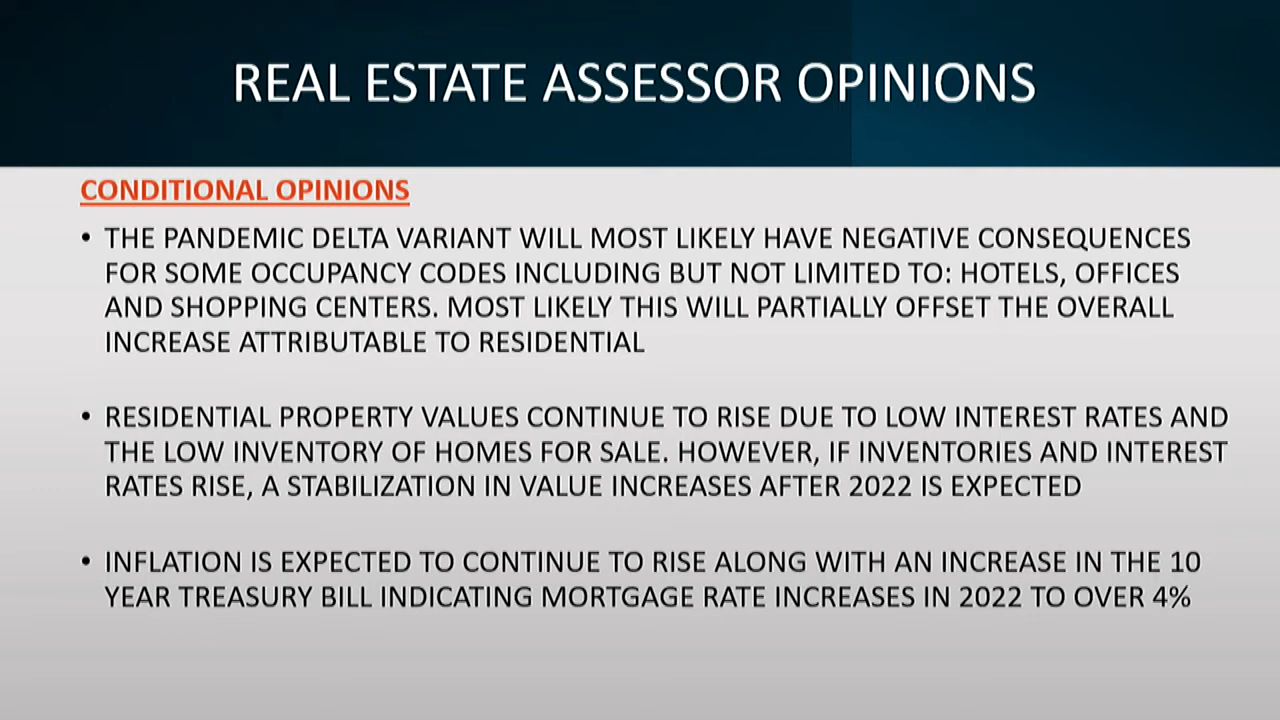 REAL ESTATE ASSESSOR OPINIONS
CONDITIONAL OPINIONS
• THE PANDEMIC DELTA VARIANT WILL MOST LIKELY HAVE NEGATIVE CONSEQUENCES
FOR SOME OCCUPANCY CODES INCLUDING BUT NOT LIMITED TO: HOTELS, OFFICES
AND SHOPPING CENTERS. MOST LIKELY THIS WILL PARTIALLY OFFSET THE OVERALL
INCREASE ATTRIBUTABLE TO RESIDENTIAL
• RESIDENTIAL PROPERTY VALUES CONTINUE TO RISE DUE TO LOW INTEREST RATES AND
THE LOW INVENTORY OF HOMES FOR SALE. HOWEVER, IF INVENTORIES AND INTEREST
RATES RISE, A STABILIZATION IN VALUE INCREASES AFTER 2022 IS EXPECTED
• INFLATION IS EXPECTED TO CONTINUE TO RISE ALONG WITH AN INCREASE IN THE 10
YEAR TREASURY BILL INDICATING MORTGAGE RATE INCREASES IN 2022 TO OVER 4%